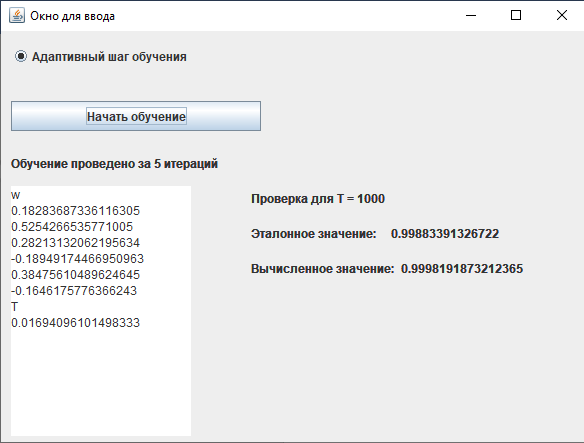 Окно для ввода
Адаптивный шаг обучения
Начать обучение
Обучение проведено за 5 итераций
w
0.18283687336116305
0.5254266535771005
0.28213132062195634
-0.18949174466950963
0.38475610489624645
-0.1646175776366243
T
0.01694096101498333
Проверка для T = 1000
Эталонное значение: 0.99883391326722
Вычисленное значение: 0.9998191873212365